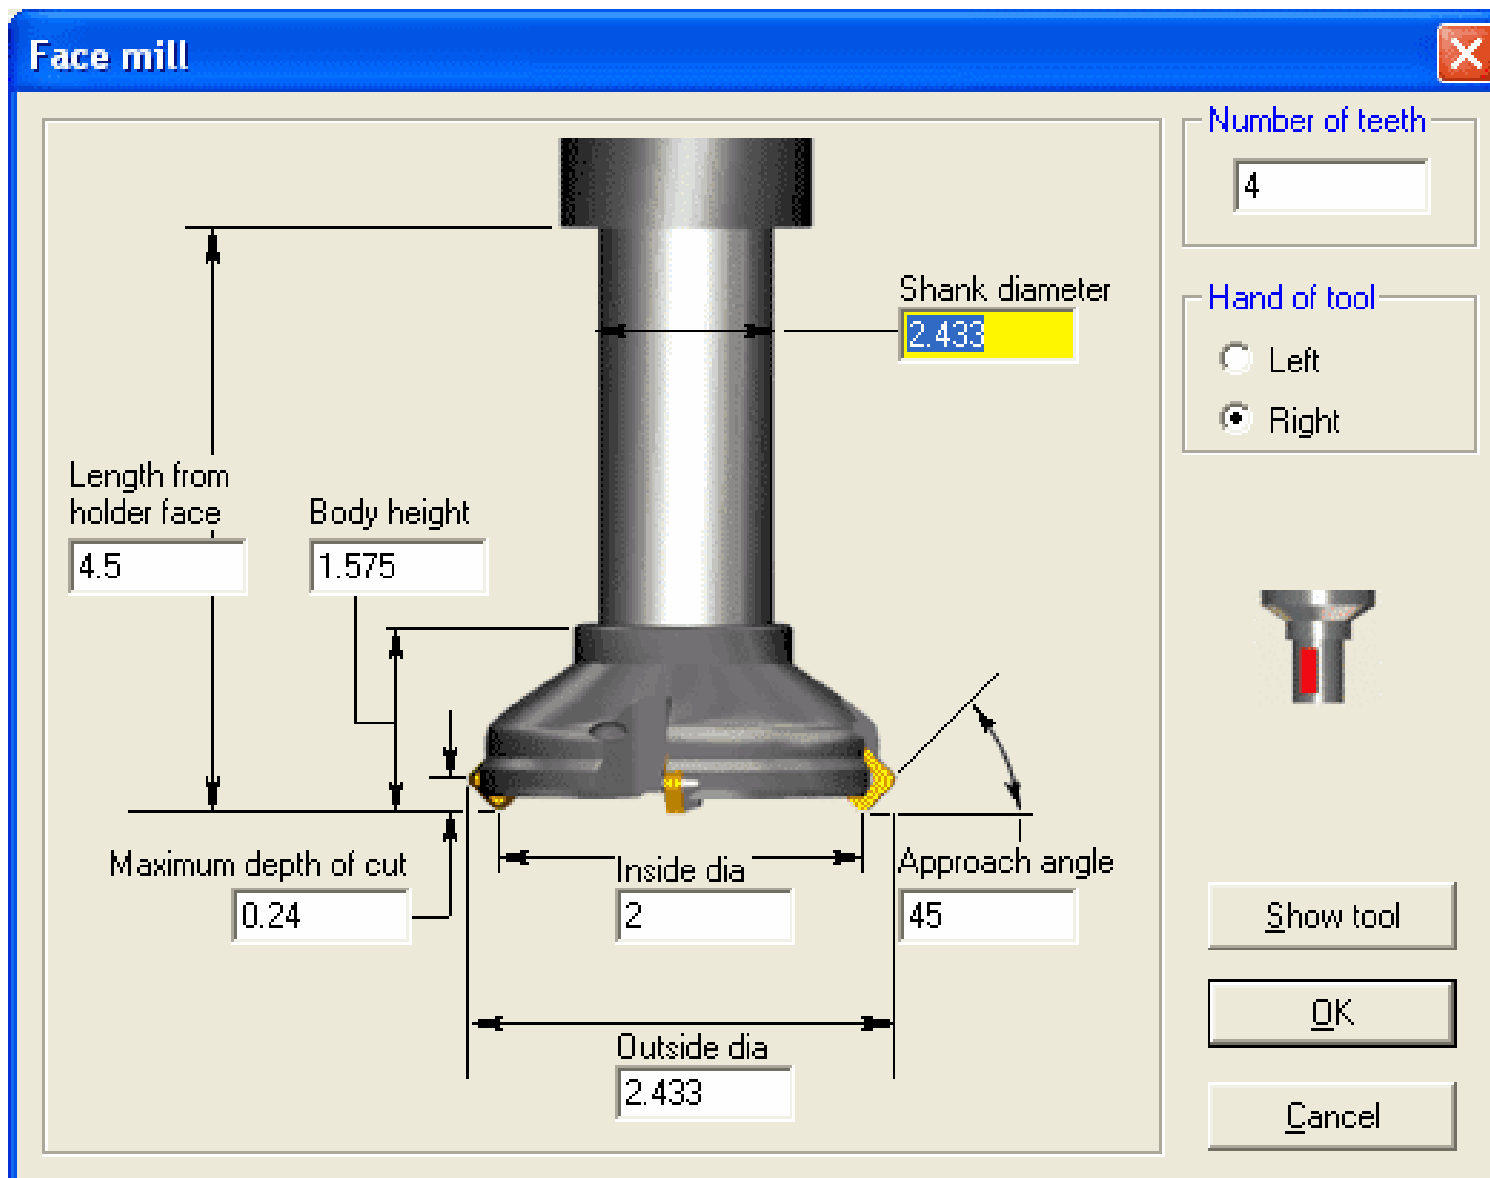 Face mill
Number of teeth
4
Shank diameter
2.433
Hand of tool
Left
Right
Length from
holder face
4.5
Body height
1.575
Maximum depth of cut
0.24
Inside dia
2
Approach angle
45
Outside dia
2.433
Show tool
OK
Cancel